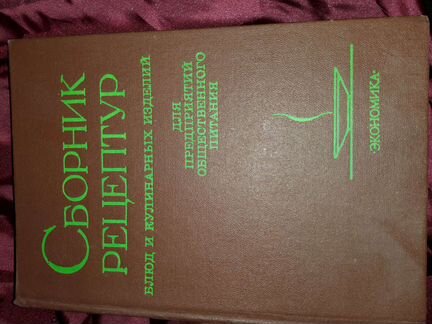 СБОРНИК
РЕЦЕПТУР
БЛЮД И КУЛИНАРНЫХ ИЗДЕЛИЙ
ДЛЯ
ПРЕДПРИЯТИЙ
ОБЩЕСТВЕННОГО
ПИТАНИЯ
·ЭКОНОМИКА·